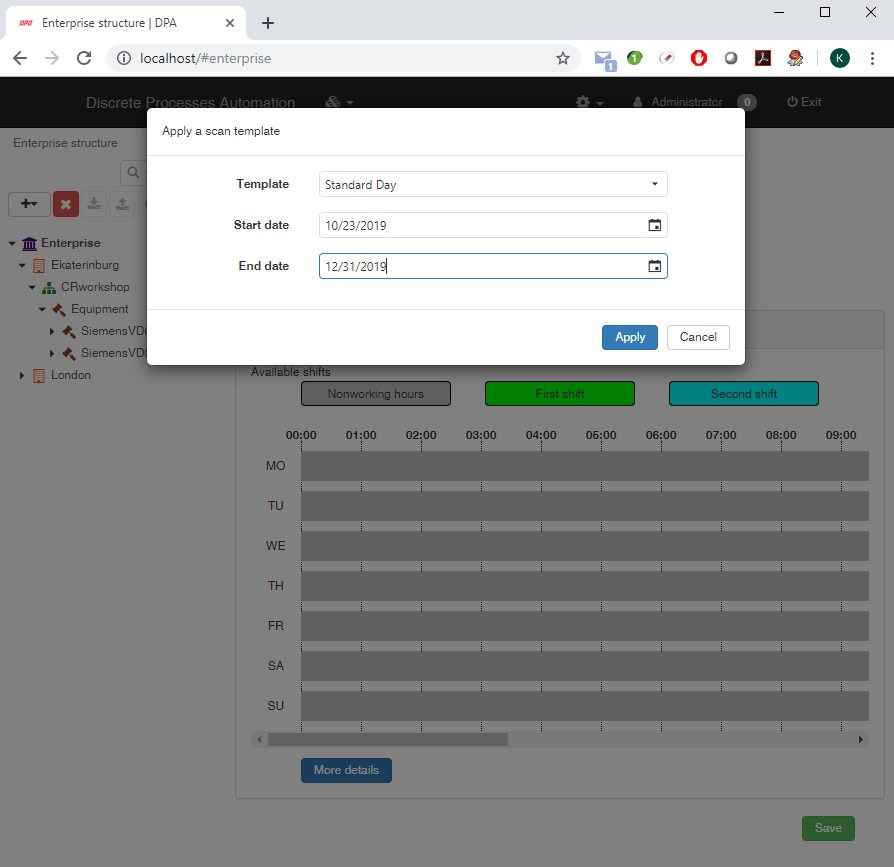 DPA Enterprise structure | DPA
localhost/#enterprise
1
1
K
Discrete Processes Automation
Administrator 0 Exit
Enterprise structure
Apply a scan template
Template Standard Day
Start date 10/23/2019
End date 12/31/2019
Apply Cancel
Enterprise
Ekaterinburg
CRworkshop
Equipment
SiemensVD
SiemensVD
London
Available shifts
Nonworking hours First shift Second shift
00:00 01:00 02:00 03:00 04:00 05:00 06:00 07:00 08:00 09:00
MO
TU
WE
TH
FR
SA
SU
More details
Save